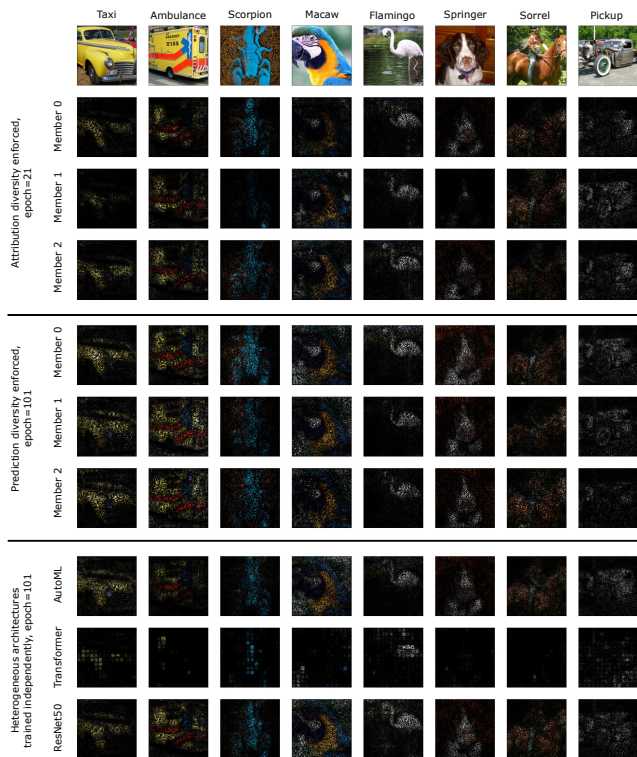 Taxi Ambulance Scorpion Macaw Flamingo Springer Sorrel Pickup
Attribution diversity enforced,
epoch=21
Member 0
Member 1
Member 2
Prediction diversity enforced,
epoch=101
Member 0
Member 1
Member 2
Heterogeneous architectures
trained independently, epoch=101
AutoML
Transformer
ResNet50